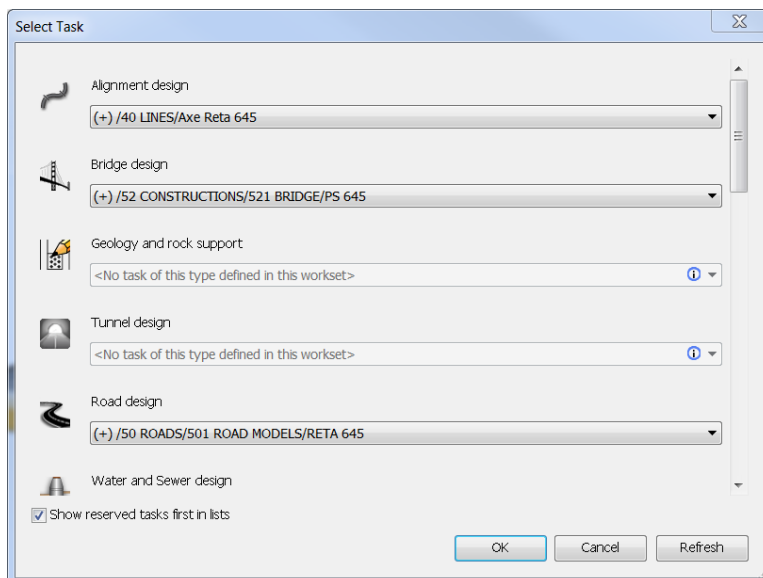 Select Task
Alignment design
(+) /40 LINES/Axe Reta 645
Bridge design
(+) /52 CONSTRUCTIONS/521 BRIDGE/PS 645
Geology and rock support
<No task of this type defined in this workset>
Tunnel design
<No task of this type defined in this workset>
Road design
(+) /50 ROADS/501 ROAD MODELS/RETA 645
Water and Sewer design
Show reserved tasks first in lists
OK Cancel Refresh